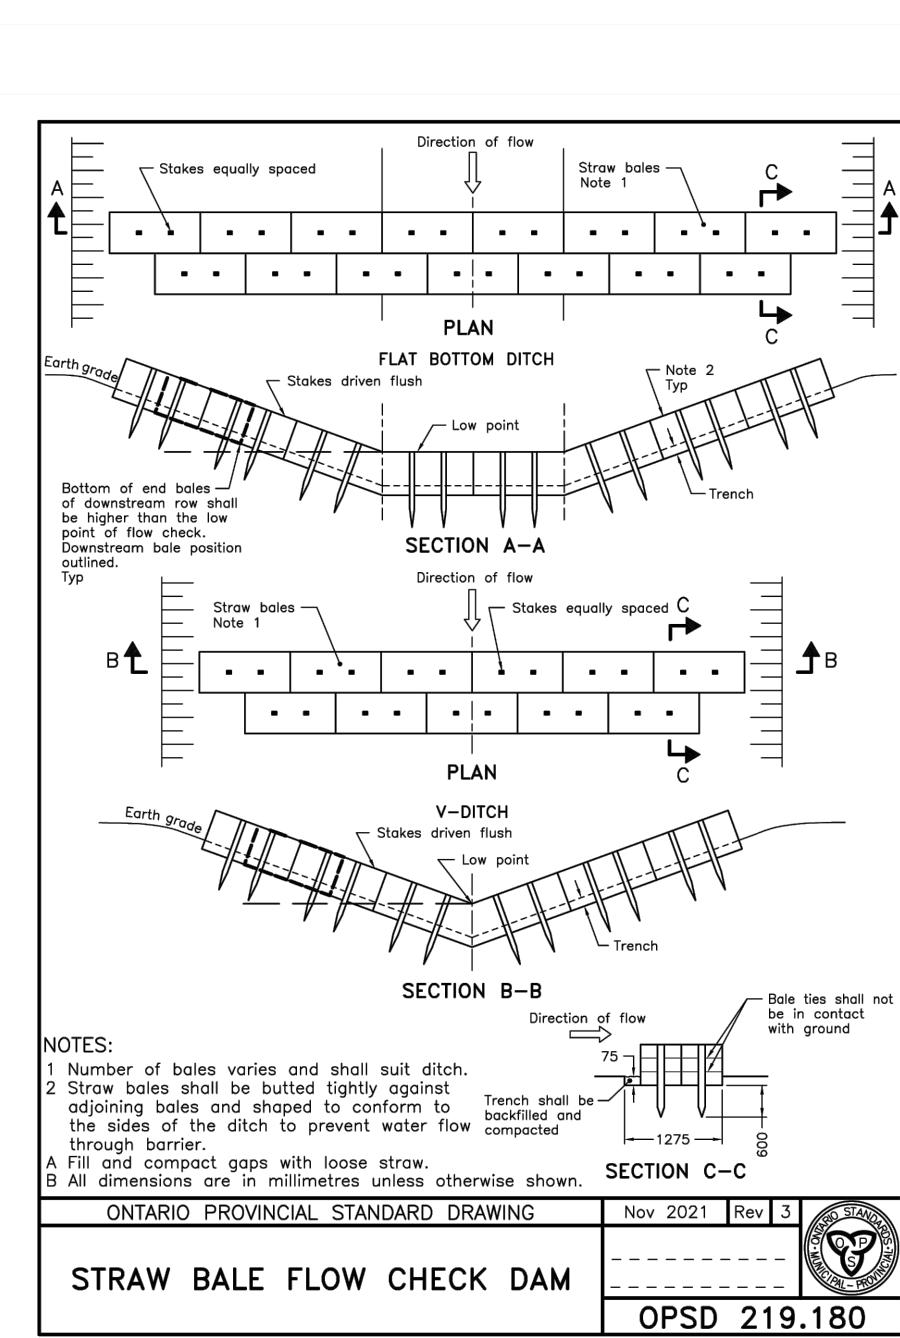 Direction of flow
Stakes equally spaced
Straw bales
Note 1
C
A
A
PLAN
C
FLAT BOTTOM DITCH
Earth grade
Stakes driven flush
Note 2
Typ
Low point
Bottom of end bales
of downstream row shall
be higher than the low
point of flow check.
Downstream bale position
outlined.
Typ
Trench
SECTION A-A
Direction of flow
Straw bales
Note 1
Stakes equally spaced
C
B
B
PLAN
C
V-DITCH
Earth grade
Stakes driven flush
Low point
Trench
SECTION B-B
Direction of flow
Bale ties shall not
be in contact
with ground
75
Trench shall be
backfilled and
compacted
1275
600
SECTION C-C
NOTES:
1 Number of bales varies and shall suit ditch.
2 Straw bales shall be butted tightly against
adjoining bales and shaped to conform to
the sides of the ditch to prevent water flow
through barrier.
A Fill and compact gaps with loose straw.
B All dimensions are in millimetres unless otherwise shown.
ONTARIO PROVINCIAL STANDARD DRAWING
Nov 2021
Rev
3
STRAW BALE FLOW CHECK DAM
OPSD 219.180
ONTARIO STANDARDS
MUNICIPAL-PROVINCIAL
O P
S